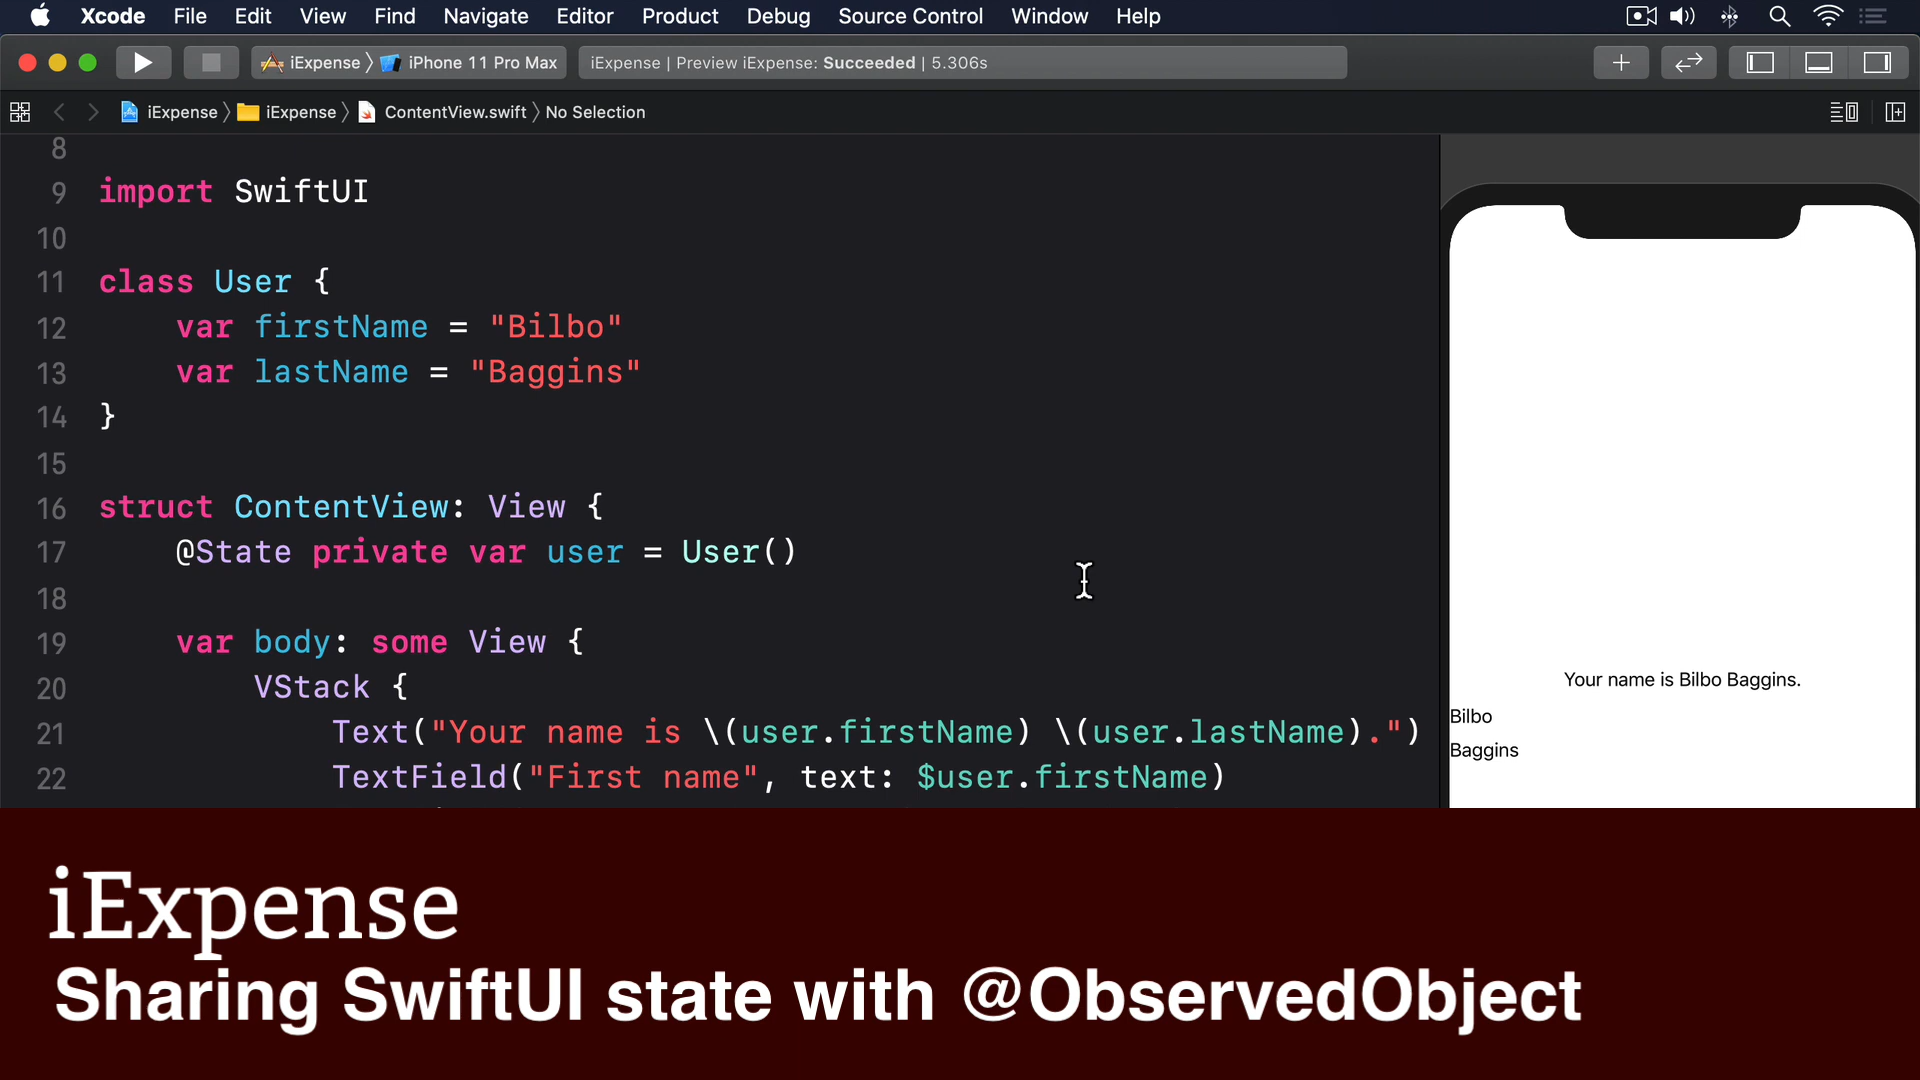 Xcode File Edit View Find Navigate Editor Product Debug Source Control Window Help
iExpense iPhone 11 Pro Max iExpense | Preview iExpense: Succeeded | 5.306s
iExpense iExpense ContentView.swift No Selection
8
9 import SwiftUI
10
11 class User {
12 var firstName = "Bilbo"
13 var lastName = "Baggins"
14 }
15
16 struct ContentView: View {
17 @State private var user = User()
18
19 var body: some View {
20 VStack {
21 Text("Your name is \(user.firstName) \(user.lastName).")
22 TextField("First name", text: $user.firstName)
Your name is Bilbo Baggins.
Bilbo
Baggins
iExpense
Sharing SwiftUI state with @ObservedObject